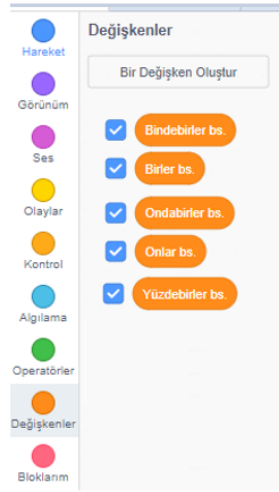 Hareket
Görünüm
Ses
Olaylar
Kontrol
Algılama
Operatörler
Değişkenler
Bloklarım
Değişkenler
Bir Değişken Oluştur
Bindebirler bs.
Birler bs.
Ondabirler bs.
Onlar bs.
Yüzdebirler bs.